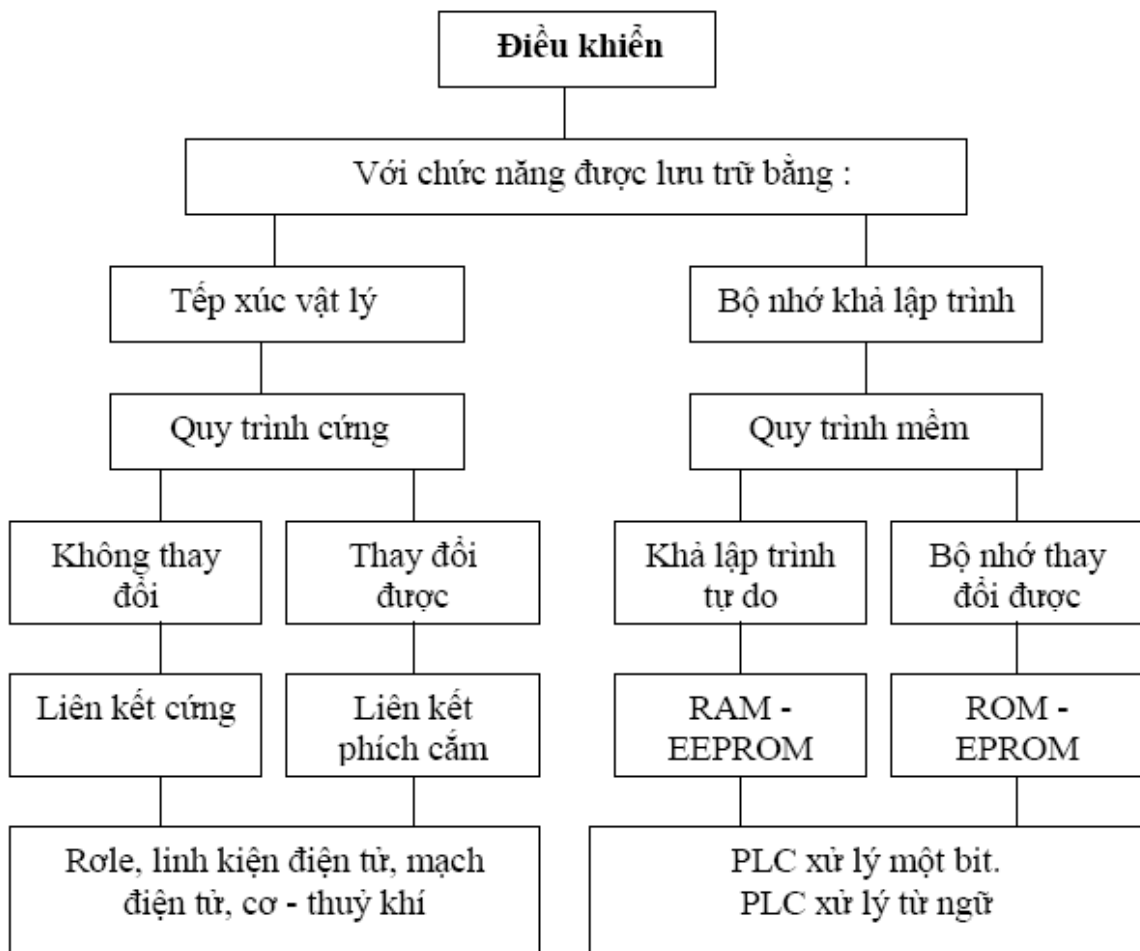 Điều khiển
Với chức năng được lưu trữ bằng :
Tếp xúc vật lý
Bộ nhớ khả lập trình
Quy trình cứng
Quy trình mềm
Không thay
đổi
Thay đổi
được
Khả lập trình
tự do
Bộ nhớ thay
đổi được
Liên kết cứng
Liên kết
phích cắm
RAM -
EEPROM
ROM -
EPROM
Rơle, linh kiện điện tử, mạch
điện tử, cơ - thuỷ khí
PLC xử lý một bit.
PLC xử lý từ ngữ